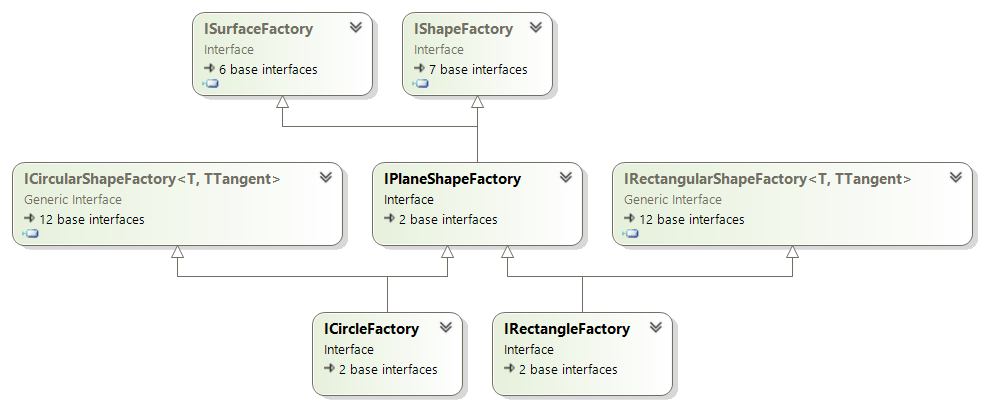 ISurfaceFactory
Interface
6 base interfaces
IShapeFactory
Interface
7 base interfaces
ICircularShapeFactory<T, TTangent>
Generic Interface
12 base interfaces
IPlaneShapeFactory
Interface
2 base interfaces
IRectangularShapeFactory<T, TTangent>
Generic Interface
12 base interfaces
ICircleFactory
Interface
2 base interfaces
IRectangleFactory
Interface
2 base interfaces